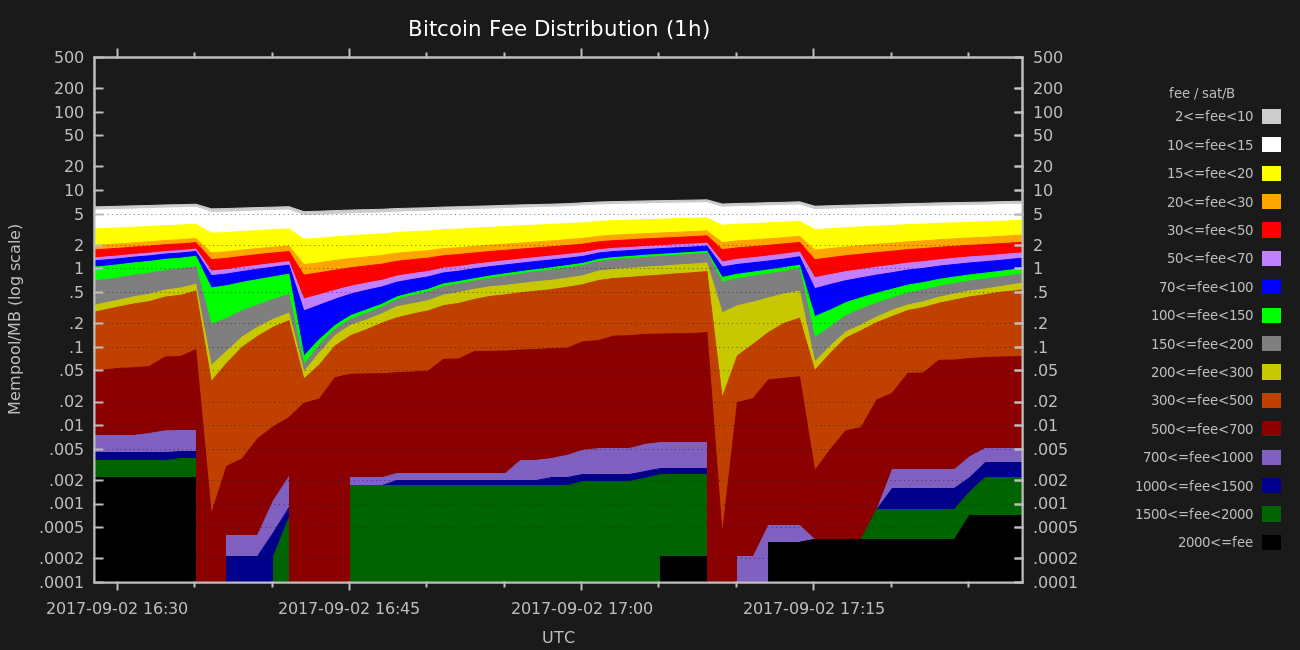 Bitcoin Fee Distribution (1h)
500
200
100
50
20
10
5
2
1
.5
.2
.1
.05
.02
.01
.005
.002
.001
.0005
.0002
.0001
Mempool/MB (log scale)
500
200
100
50
20
10
5
2
1
.5
.2
.1
.05
.02
.01
.005
.002
.001
.0005
.0002
.0001
2017-09-02 16:30
2017-09-02 16:45
2017-09-02 17:00
2017-09-02 17:15
UTC
fee / sat/B
2<=fee<10
10<=fee<15
15<=fee<20
20<=fee<30
30<=fee<50
50<=fee<70
70<=fee<100
100<=fee<150
150<=fee<200
200<=fee<300
300<=fee<500
500<=fee<700
700<=fee<1000
1000<=fee<1500
1500<=fee<2000
2000<=fee